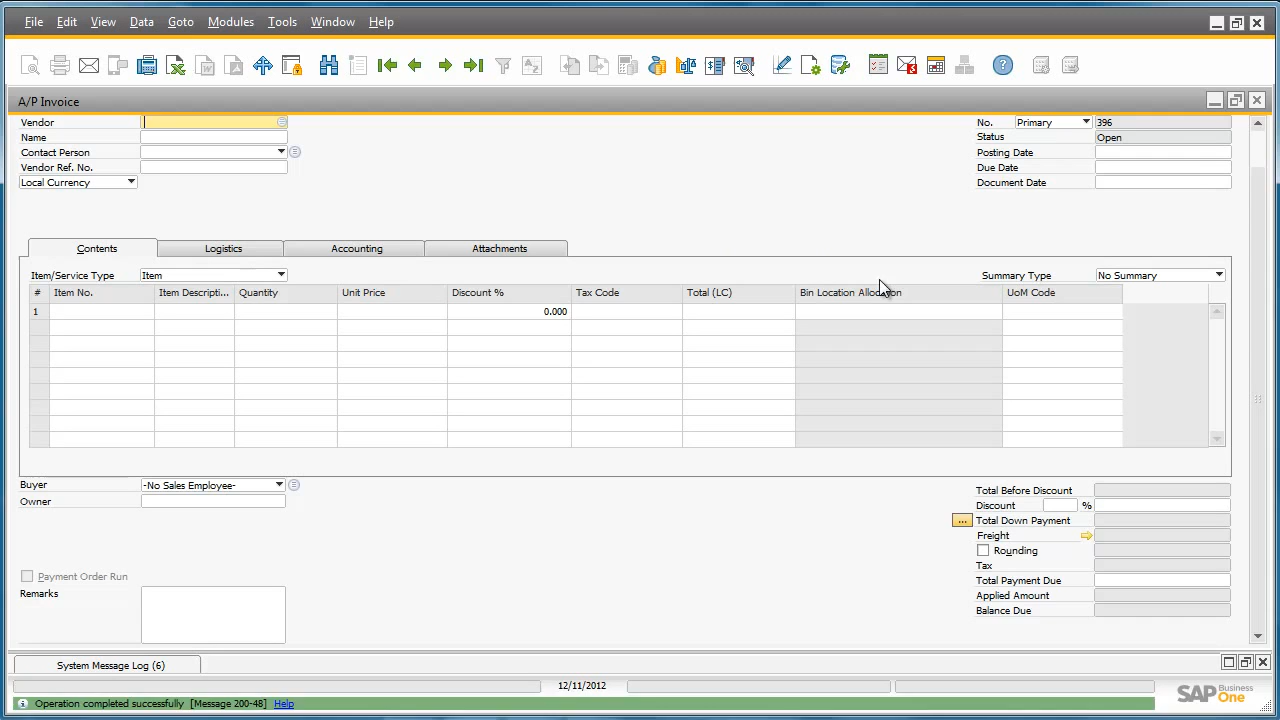 File Edit View Data Goto Modules Tools Window Help
A/P Invoice
Vendor
No. Primary 396
Name
Status Open
Contact Person
Posting Date
Vendor Ref. No.
Due Date
Local Currency
Document Date
Contents Logistics Accounting Attachments
Item/Service Type Item
Summary Type No Summary
# Item No. Item Descripti... Quantity Unit Price Discount % Tax Code Total (LC) Bin Location Allocation UoM Code
1 0.000
Buyer -No Sales Employee-
Total Before Discount
Owner
Discount %
... Total Down Payment
Freight
Rounding
Tax
Payment Order Run
Total Payment Due
Remarks
Applied Amount
Balance Due
System Message Log (6)
12/11/2012
SAP Business One
Operation completed successfully [Message 200-48] Help